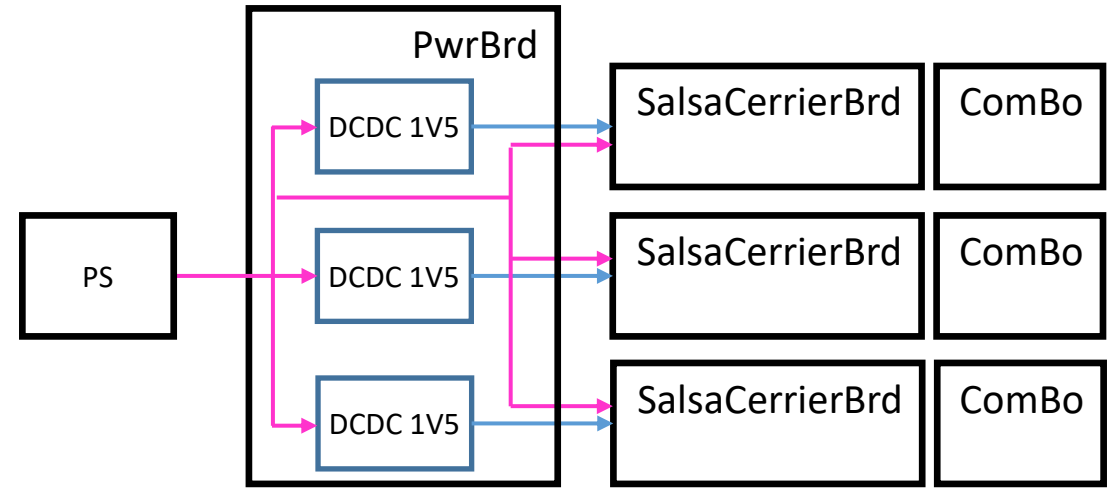 PwrBrd
DCDC 1V5
SalsaCerrierBrd
ComBo
PS
DCDC 1V5
SalsaCerrierBrd
ComBo
DCDC 1V5
SalsaCerrierBrd
ComBo